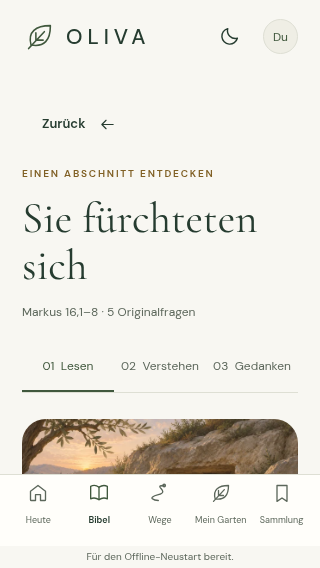 OLIVA
Du
Zurück ←
EINEN ABSCHNITT ENTDECKEN
Sie fürchteten
sich
Markus 16,1–8 · 5 Originalfragen
01 Lesen 02 Verstehen 03 Gedanken
Heute Bibel Wege Mein Garten Sammlung
Für den Offline-Neustart bereit.